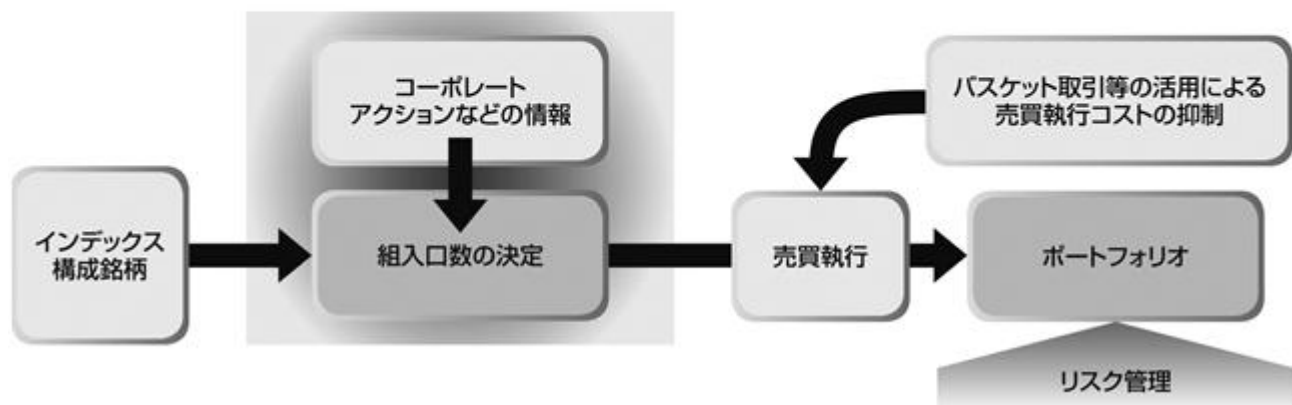 コーポレート
アクションなどの情報
バスケット取引等の活用による
売買執行コストの抑制
インデックス
構成銘柄
組入口数の決定
売買執行
ポートフォリオ
リスク管理